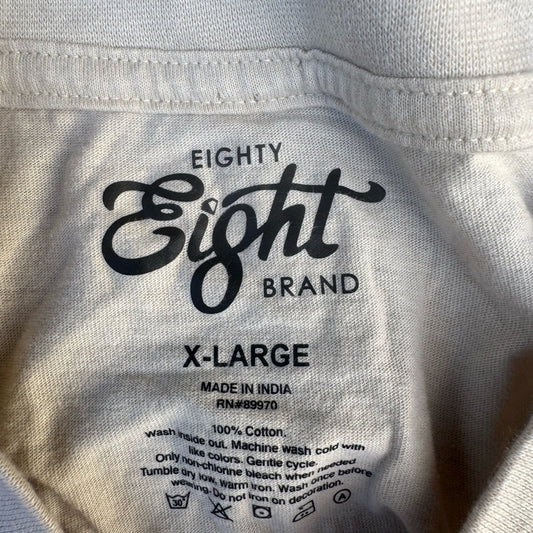 EIGHTY
Eight
BRAND
X-LARGE
MADE IN INDIA
RN#89970
100% Cotton.
Wash inside out. Machine wash cold with
like colors. Gentle cycle.
Only non-chlorine bleach when needed
Tumble dry low, warm iron. Wash once before
wearing. Do not iron on decoration.
30°
A